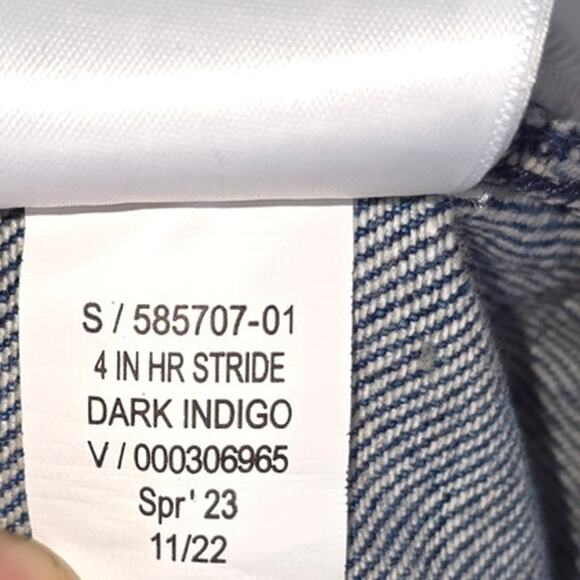 S / 585707-01
4 IN HR STRIDE
DARK INDIGO
V / 000306965
Spr ' 23
11/22